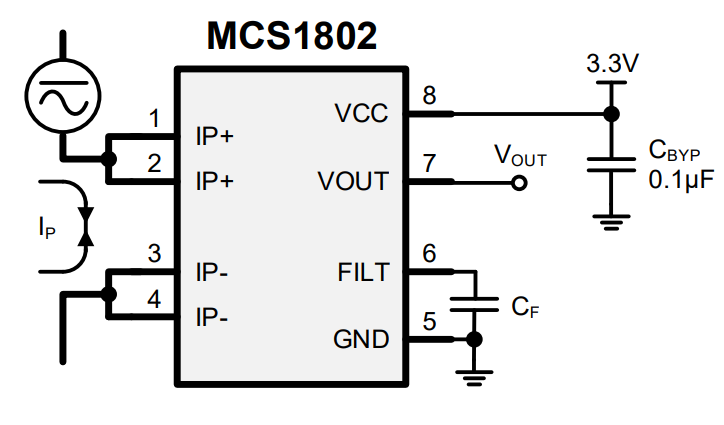 MCS1802
3.3V
1
IP+
VCC
8
2
IP+
VOUT
7
VOUT
CBYP
0.1µF
IP
3
IP-
FILT
6
4
IP-
CF
GND
5